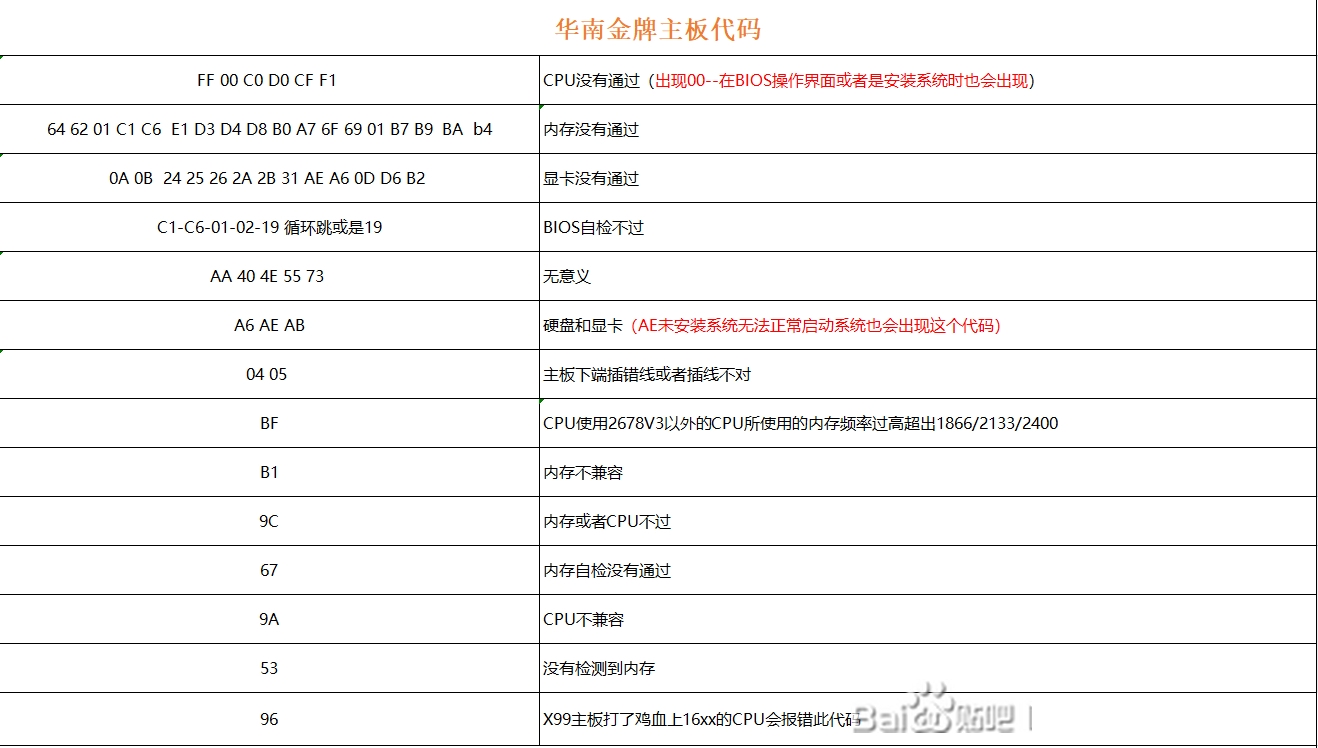 华南金牌主板代码
FF 00 C0 D0 CF F1 CPU没有通过（出现00--在BIOS操作界面或者是安装系统时也会出现）
64 62 01 C1 C6 E1 D3 D4 D8 B0 A7 6F 69 01 B7 B9 BA b4 内存没有通过
0A 0B 24 25 26 2A 2B 31 AE A6 0D D6 B2 显卡没有通过
C1-C6-01-02-19 循环跳或是19 BIOS自检不过
AA 40 4E 55 73 无意义
A6 AE AB 硬盘和显卡（AE未安装系统无法正常启动系统也会出现这个代码）
04 05 主板下端插错线或者插线不对
BF CPU使用2678V3以外的CPU所使用的内存频率过高超出1866/2133/2400
B1 内存不兼容
9C 内存或者CPU不过
67 内存自检没有通过
9A CPU不兼容
53 没有检测到内存
96 X99主板打了鸡血上16xx的CPU会报错此代码
Bai贴吧